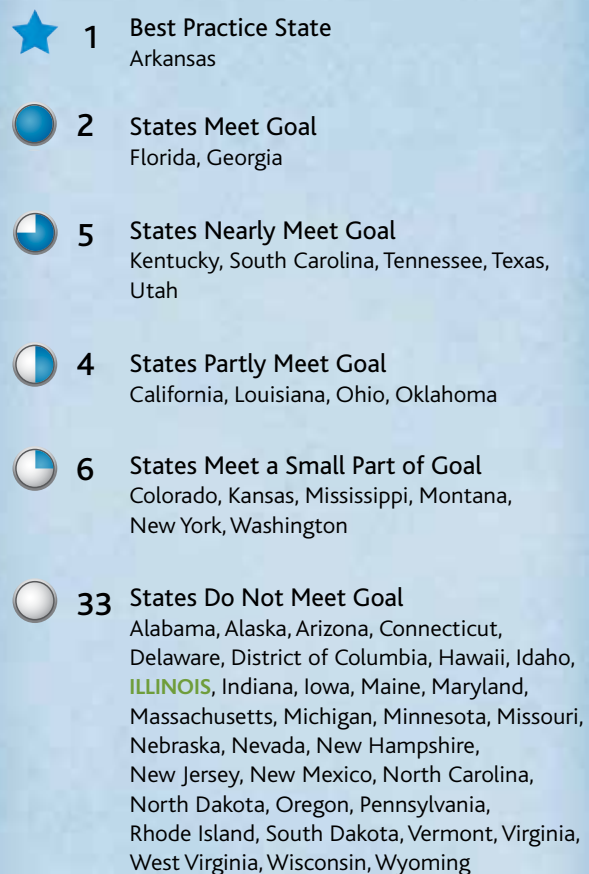 1 Best Practice State
Arkansas
2 States Meet Goal
Florida, Georgia
5 States Nearly Meet Goal
Kentucky, South Carolina, Tennessee, Texas,
Utah
4 States Partly Meet Goal
California, Louisiana, Ohio, Oklahoma
6 States Meet a Small Part of Goal
Colorado, Kansas, Mississippi, Montana,
New York, Washington
33 States Do Not Meet Goal
Alabama, Alaska, Arizona, Connecticut,
Delaware, District of Columbia, Hawaii, Idaho,
ILLINOIS, Indiana, Iowa, Maine, Maryland,
Massachusetts, Michigan, Minnesota, Missouri,
Nebraska, Nevada, New Hampshire,
New Jersey, New Mexico, North Carolina,
North Dakota, Oregon, Pennsylvania,
Rhode Island, South Dakota, Vermont, Virginia,
West Virginia, Wisconsin, Wyoming